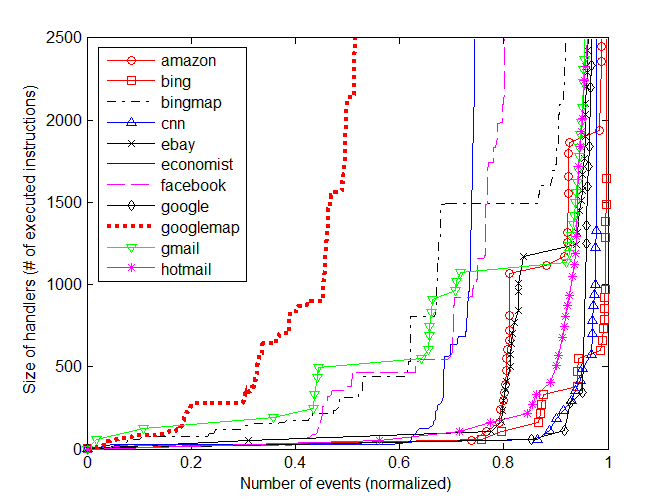 2500
2000
1500
1000
500
0
Size of handlers (# of executed instructions)
amazon
bing
bingmap
cnn
ebay
economist
facebook
google
googlemap
gmail
hotmail
0
0.2
0.4
0.6
0.8
1
Number of events (normalized)